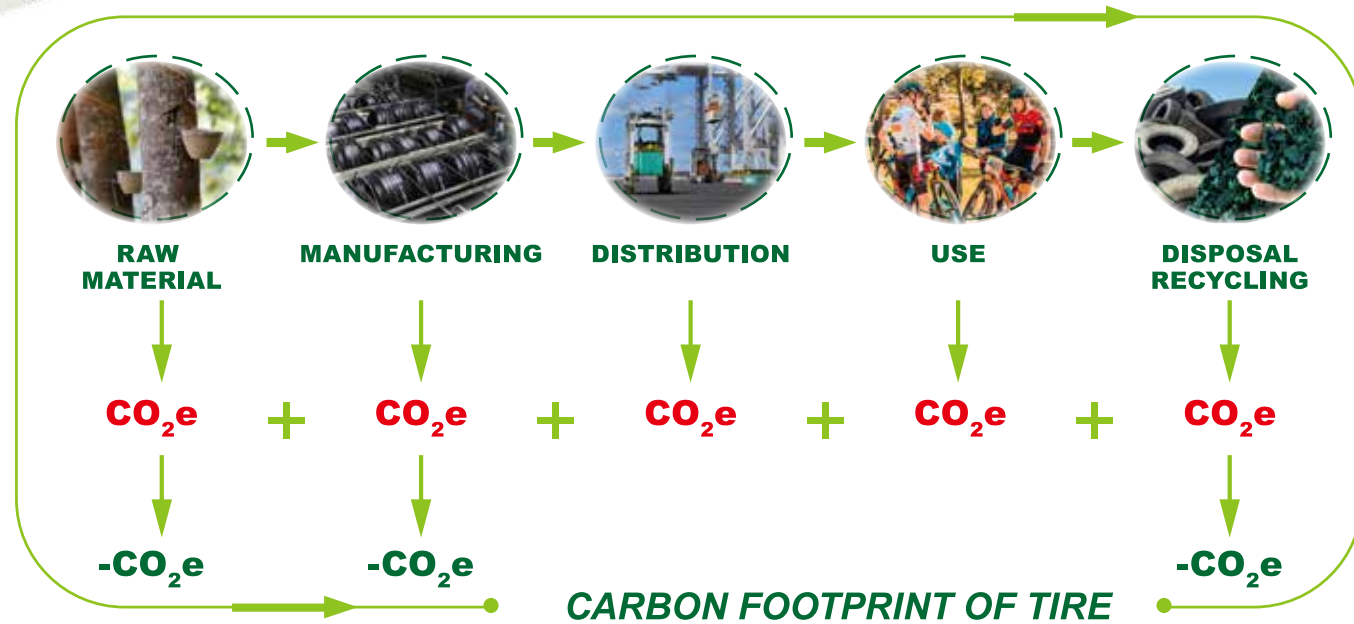 RAW
MATERIAL
MANUFACTURING
DISTRIBUTION
USE
DISPOSAL
RECYCLING
CO₂e + CO₂e + CO₂e + CO₂e + CO₂e
-CO₂e
-CO₂e
-CO₂e
CARBON FOOTPRINT OF TIRE